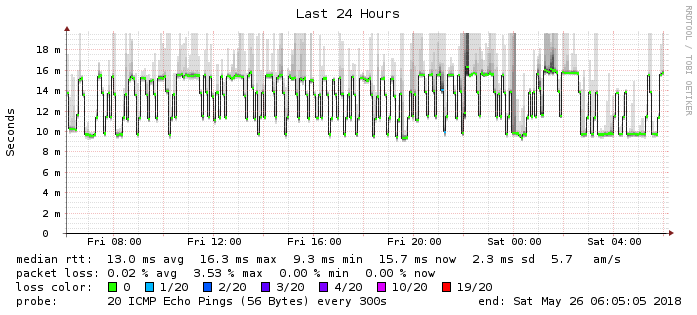 Last 24 Hours
RRDTOOL / TOBI OETIKER
Seconds
18 m
16 m
14 m
12 m
10 m
8 m
6 m
4 m
2 m
0
Fri 08:00 Fri 12:00 Fri 16:00 Fri 20:00 Sat 00:00 Sat 04:00
median rtt: 13.0 ms avg 16.3 ms max 9.3 ms min 15.7 ms now 2.3 ms sd 5.7 am/s
packet loss: 0.02 % avg 3.53 % max 0.00 % min 0.00 % now
loss color: 0 1/20 2/20 3/20 4/20 10/20 19/20
probe: 20 ICMP Echo Pings (56 Bytes) every 300s end: Sat May 26 06:05:05 2018